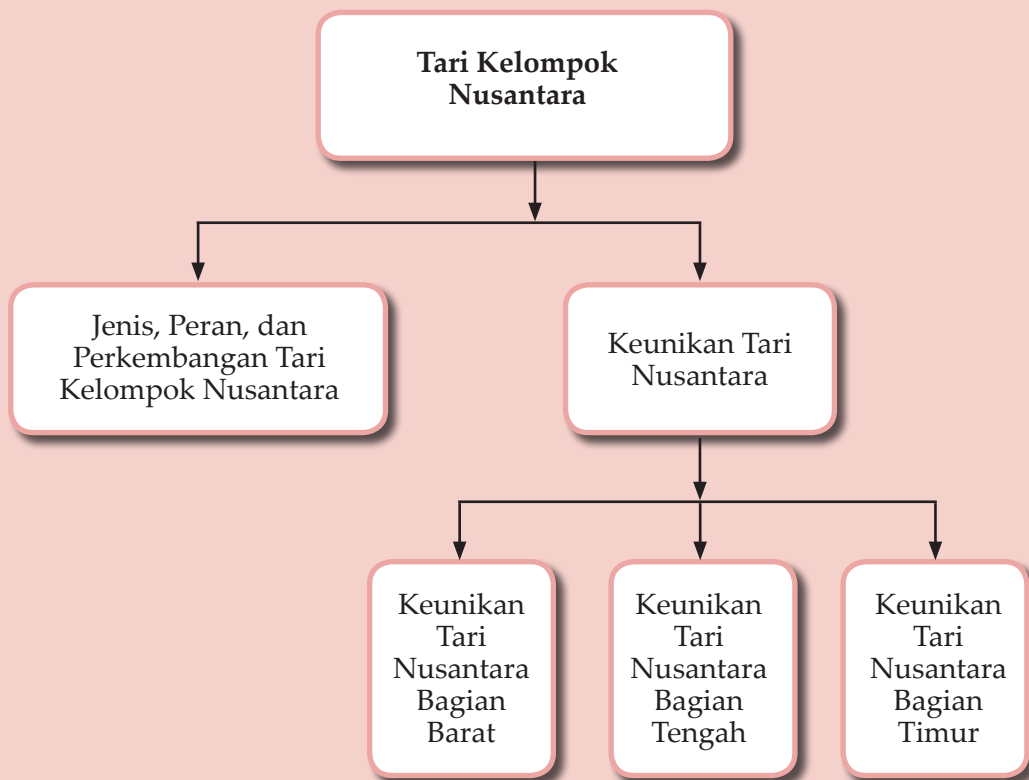 Tari Kelompok
Nusantara
Jenis, Peran, dan
Perkembangan Tari
Kelompok Nusantara
Keunikan Tari
Nusantara
Keunikan
Tari
Nusantara
Bagian
Barat
Keunikan
Tari
Nusantara
Bagian
Tengah
Keunikan
Tari
Nusantara
Bagian
Timur